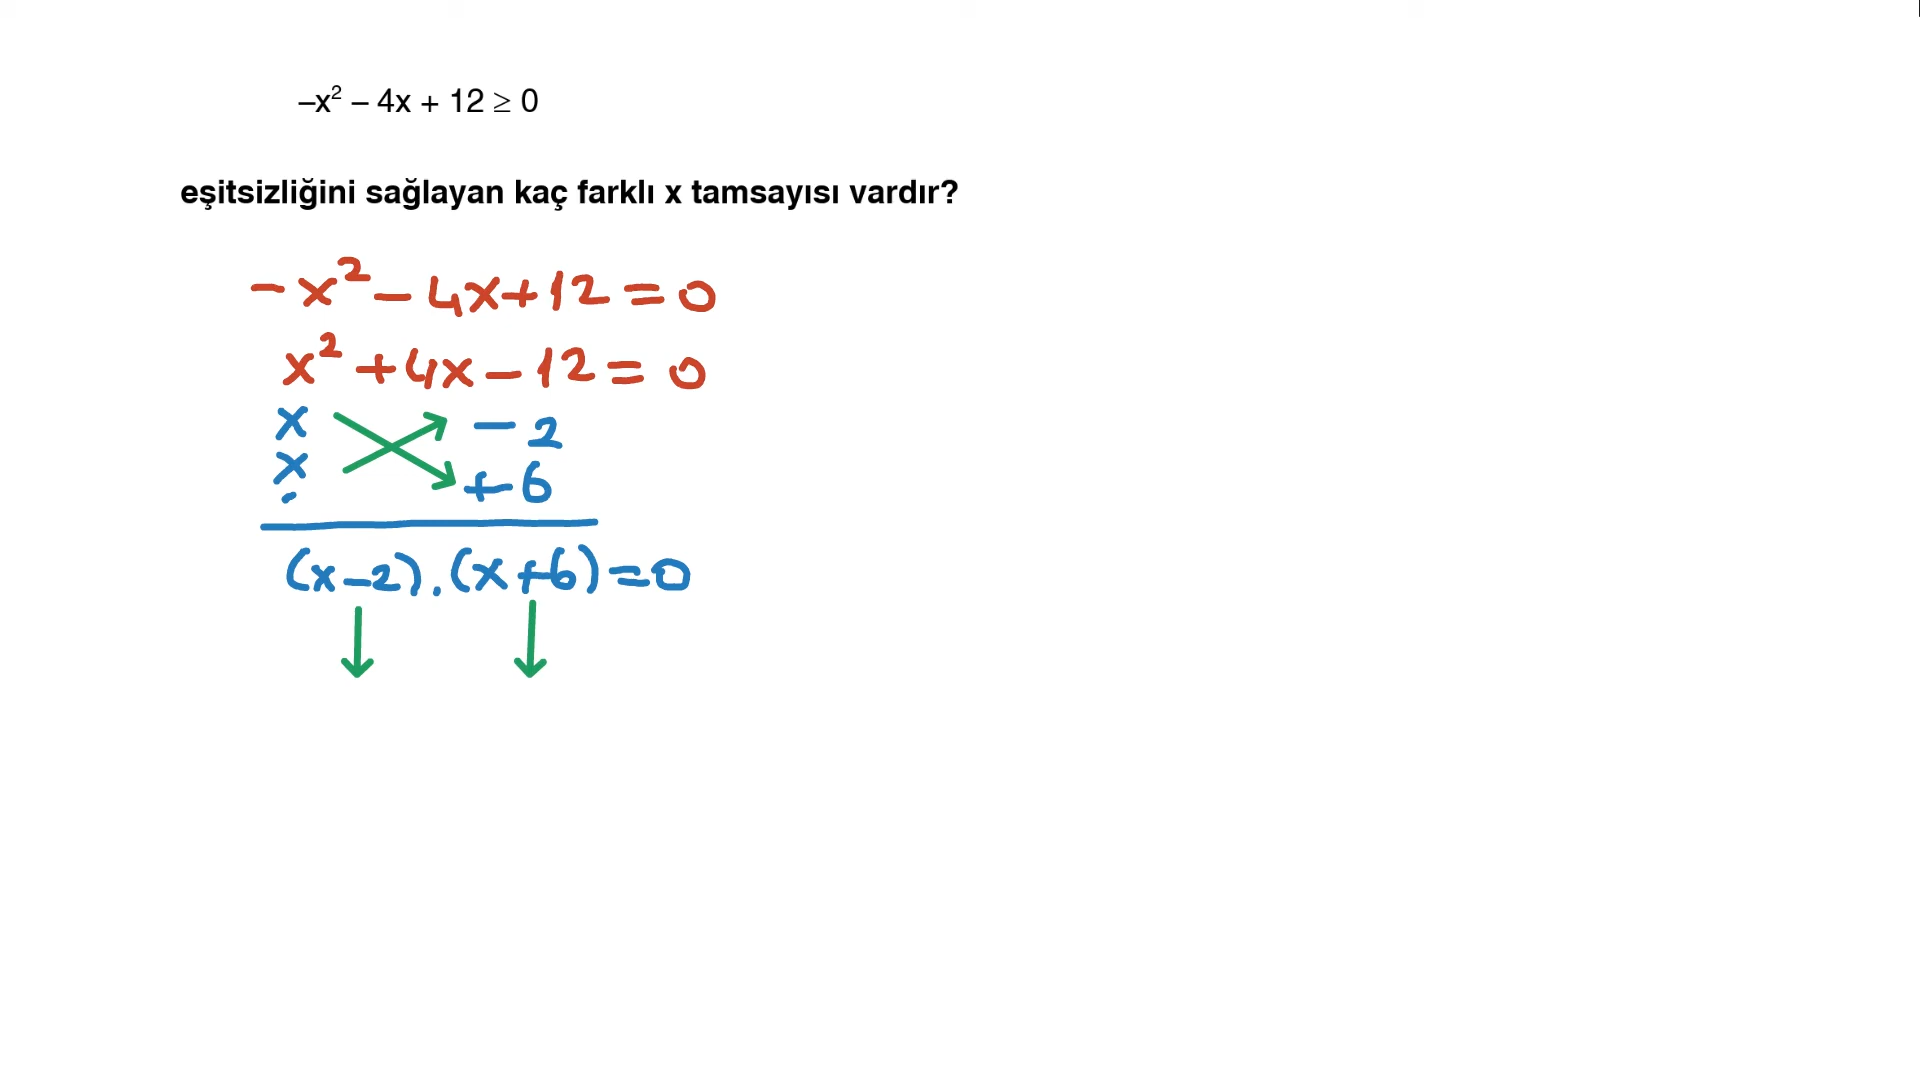 –x² – 4x + 12 ≥ 0
eşitsizliğini sağlayan kaç farklı x tamsayısı vardır?
-x² - 4x + 12 = 0
x² + 4x - 12 = 0
x - 2
x + 6
(x-2).(x+6)=0